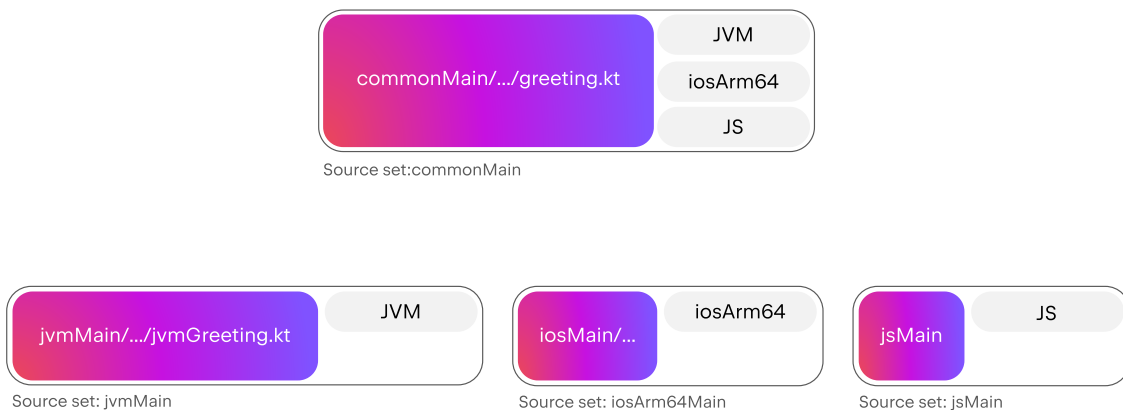 commonMain/.../greeting.kt
JVM
iosArm64
JS
Source set:commonMain
jvmMain/.../jvmGreeting.kt
JVM
iosMain/...
iosArm64
jsMain
JS
Source set: jvmMain
Source set: iosArm64Main
Source set: jsMain